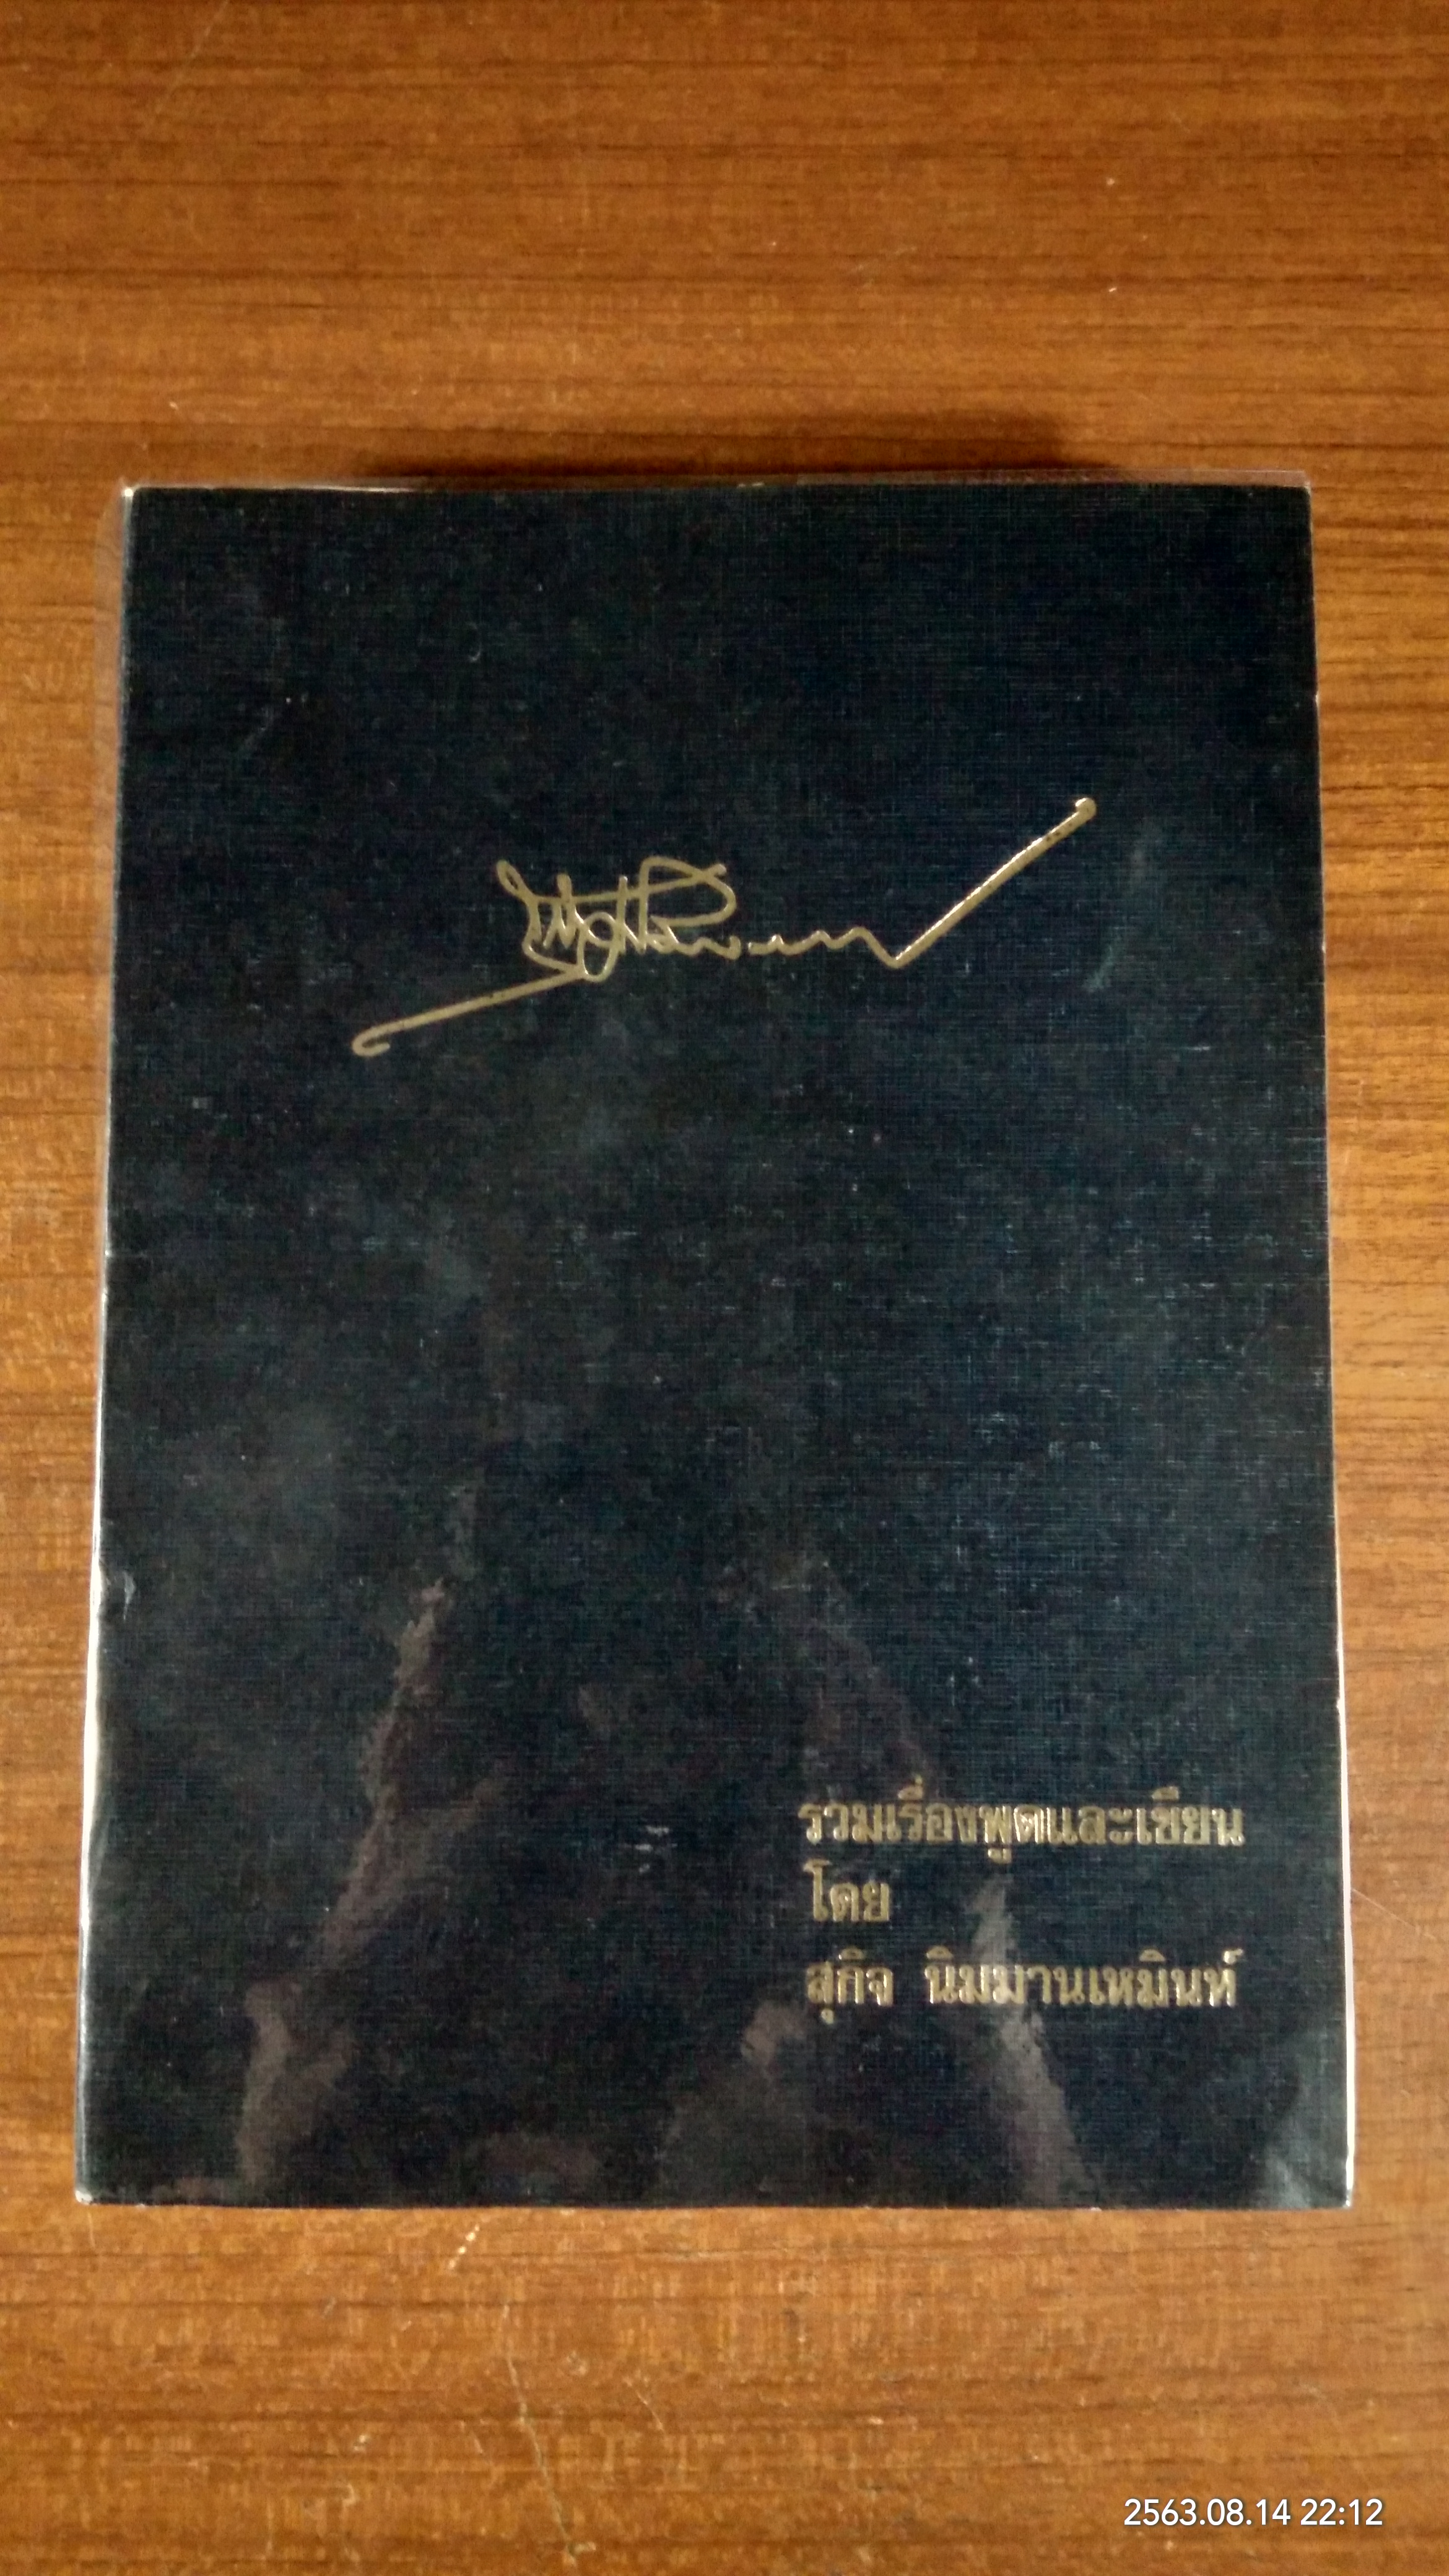 รวมเรื่องพูดและเขียน
โดย
สุกิจ นิมมานเหมินท์
2563.08.14 22:12